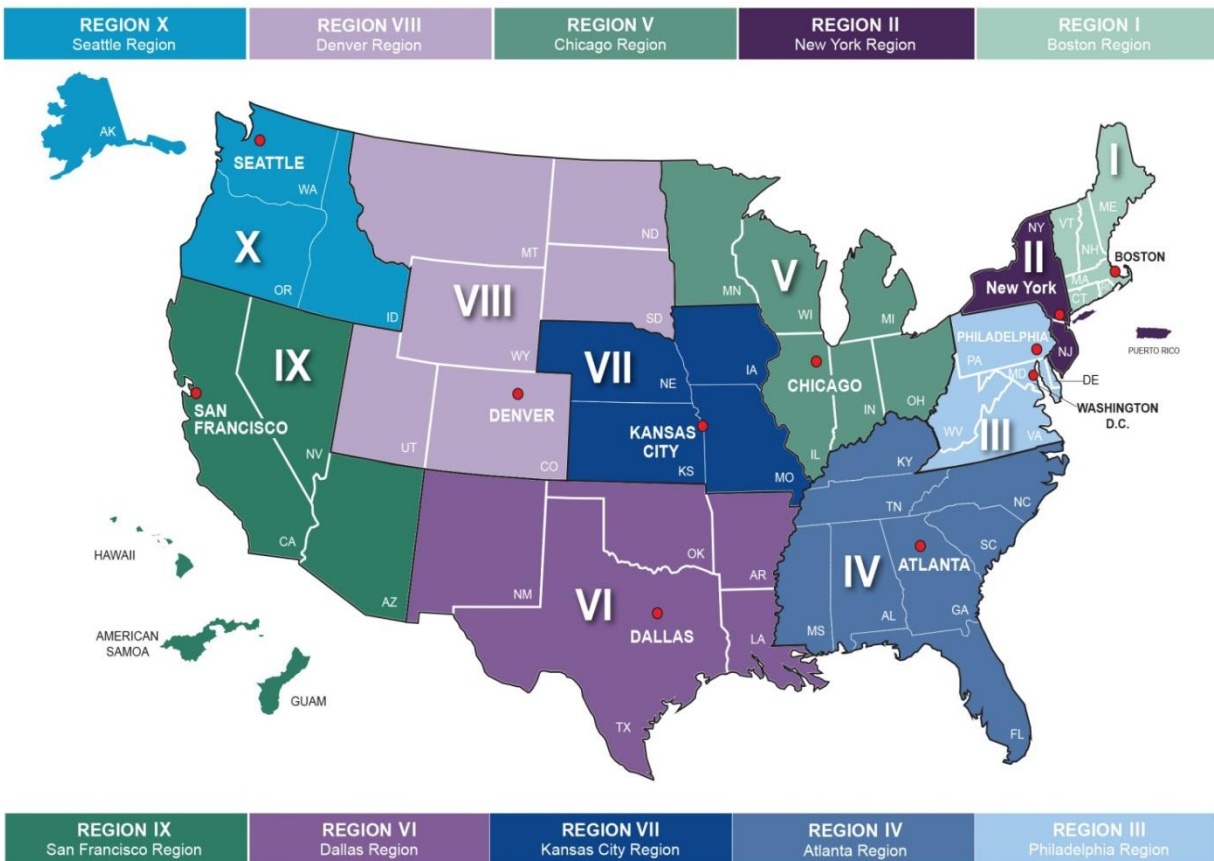 REGION X
Seattle Region
REGION VIII
Denver Region
REGION V
Chicago Region
REGION II
New York Region
REGION I
Boston Region
AK
SEATTLE
WA
X
OR
ID
MT
ND
VIII
SD
WY
DENVER
UT
CO
MN
V
WI
MI
CHICAGO
IL
IN
OH
I
ME
VT
NH
MA
CT
RI
BOSTON
NY
II
New York
NJ
PUERTO RICO
PHILADELPHIA
PA
MD
DE
WASHINGTON
D.C.
WV
III
VA
IX
SAN
FRANCISCO
NV
CA
AZ
HAWAII
AMERICAN
SAMOA
GUAM
VII
NE
IA
KANSAS
CITY
KS
MO
NM
OK
AR
VI
DALLAS
LA
TX
KY
TN
NC
SC
IV
ATLANTA
MS
AL
GA
FL
REGION IX
San Francisco Region
REGION VI
Dallas Region
REGION VII
Kansas City Region
REGION IV
Atlanta Region
REGION III
Philadelphia Region